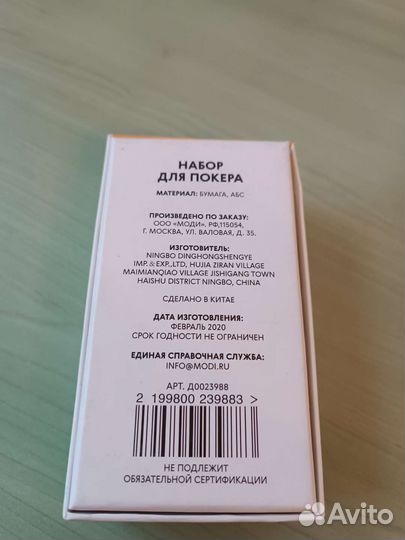 НАБОР
ДЛЯ ПОКЕРА
МАТЕРИАЛ: БУМАГА, АБС
ПРОИЗВЕДЕНО ПО ЗАКАЗУ:
ООО «МОДИ», РФ,115054,
Г. МОСКВА, УЛ. ВАЛОВАЯ, Д. 35.
ИЗГОТОВИТЕЛЬ:
NINGBO DINGHONGSHENGYE
IMP.&EXP.,LTD, HUJIA ZIRAN VILLAGE
MAIMIANQIAO VILLAGE JISHIGANG TOWN
HAISHU DISTRICT NINGBO, CHINA
СДЕЛАНО В КИТАЕ
ДАТА ИЗГОТОВЛЕНИЯ:
ФЕВРАЛЬ 2020
СРОК ГОДНОСТИ НЕ ОГРАНИЧЕН
ЕДИНАЯ СПРАВОЧНАЯ СЛУЖБА:
INFO@MODI.RU
АРТ. Д0023988
2 199800 239883 >
НЕ ПОДЛЕЖИТ
ОБЯЗАТЕЛЬНОЙ СЕРТИФИКАЦИИ
Avito